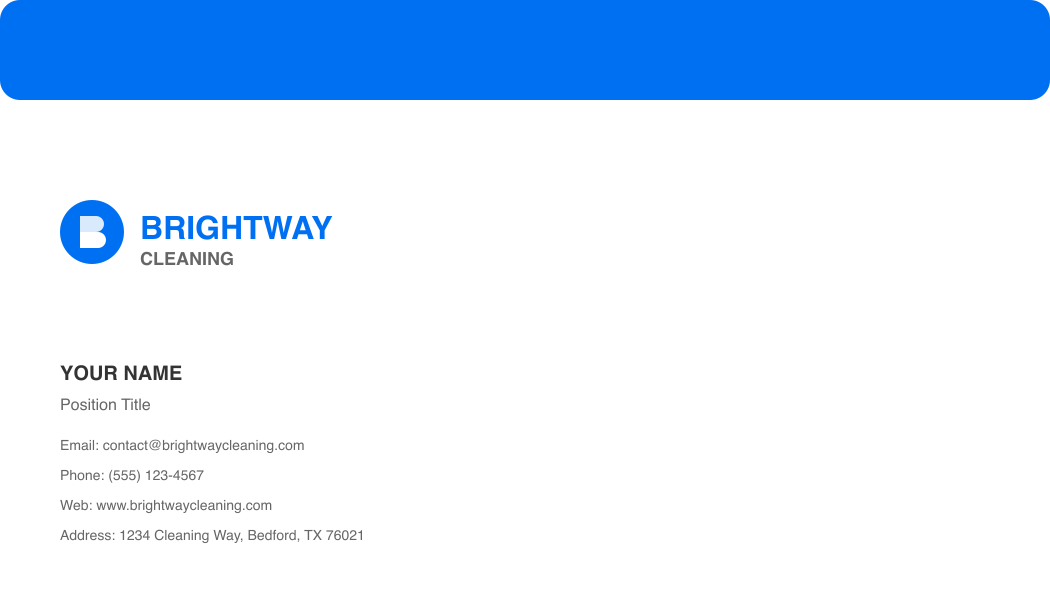 B
BRIGHTWAY
CLEANING
YOUR NAME
Position Title
Email: contact@brightwaycleaning.com
Phone: (555) 123-4567
Web: www.brightwaycleaning.com
Address: 1234 Cleaning Way, Bedford, TX 76021